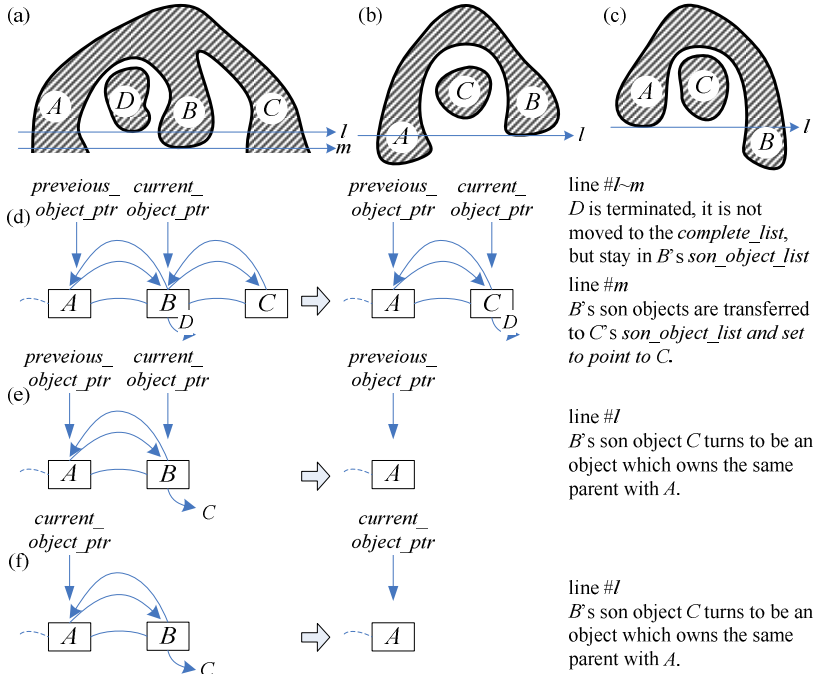 (a)
A
D
B
C
l
m
(b)
C
B
A
l
(c)
A
C
B
l
(d)
preveious_
object_ptr
current_
object_ptr
A
B
C
D
preveious_
object_ptr
current_
object_ptr
A
C
D
line #l~m
D is terminated, it is not
moved to the complete_list,
but stay in B’s son_object_list
line #m
B’s son objects are transferred
to C’s son_object_list and set
to point to C.
(e)
preveious_
object_ptr
current_
object_ptr
A
B
C
preveious_
object_ptr
A
line #l
B’s son object C turns to be an
object which owns the same
parent with A.
(f)
current_
object_ptr
A
B
C
current_
object_ptr
A
line #l
B’s son object C turns to be an
object which owns the same
parent with A.